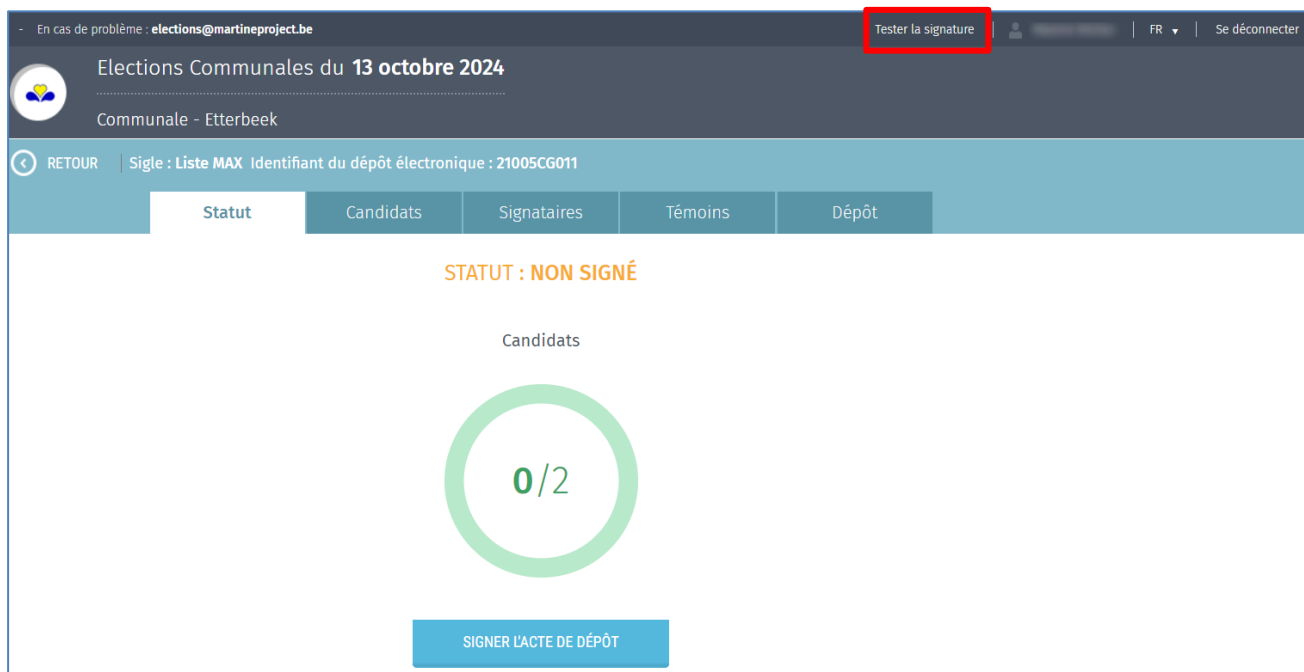 - En cas de problème : elections@martineproject.be Tester la signature FR ▾ Se déconnecter
Elections Communales du 13 octobre 2024
Communale - Etterbeek
RETOUR Sigle : Liste MAX Identifiant du dépôt électronique : 21005CG011
Statut Candidats Signataires Témoins Dépôt
STATUT : NON SIGNÉ
Candidats
0/2
SIGNER L'ACTE DE DÉPÔT